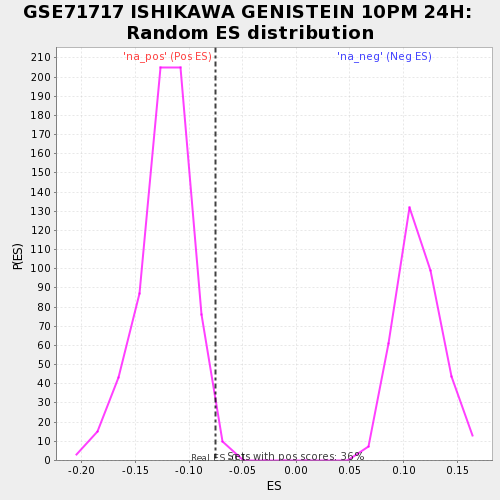 GSE71717 ISHIKAWA GENISTEIN 10PM 24H:
Random ES distribution
'na_pos' (Pos ES)
'na_neg' (Neg ES)
210
200
190
180
170
160
150
140
130
120
110
100
90
80
70
60
50
40
30
20
10
0
P(ES)
Real ES
Sets with pos scores: 36%
-0.20 -0.15 -0.10 -0.05 0.00 0.05 0.10 0.15
ES